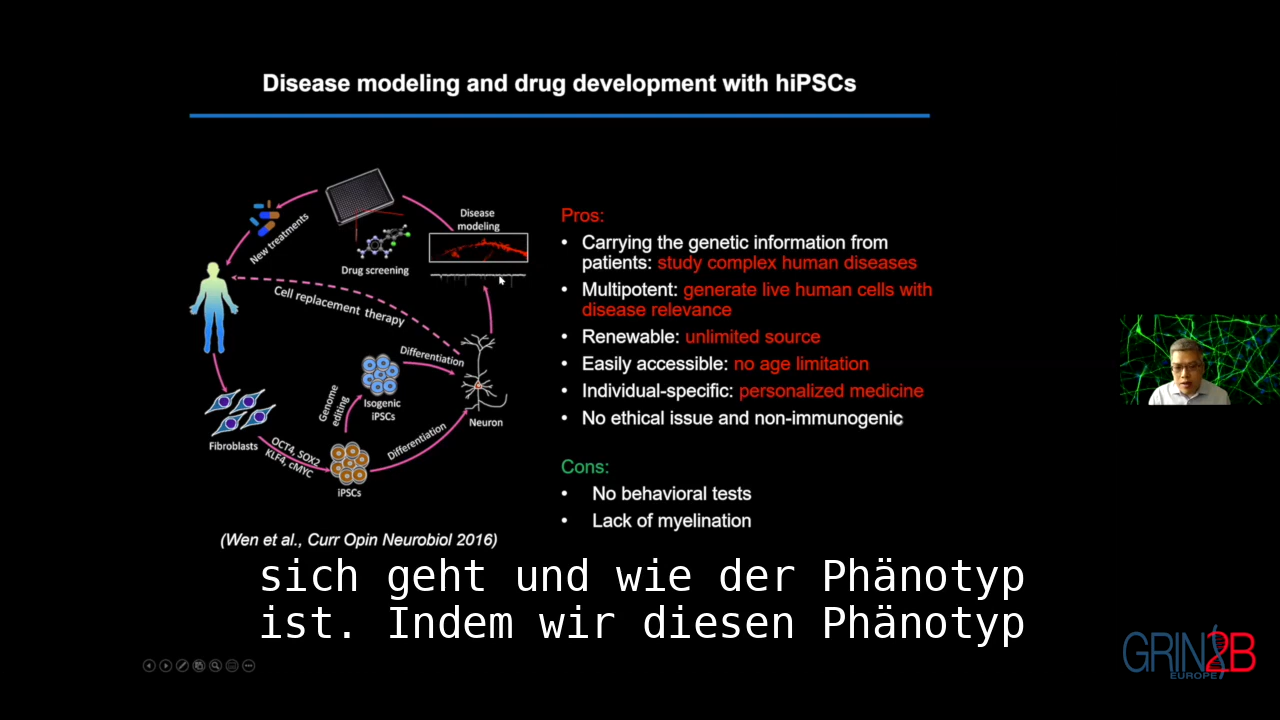 Disease modeling and drug development with hiPSCs
New treatments
Drug screening
Disease
modeling
Cell replacement therapy
Differentiation
Genome
editing
Isogenic
iPSCs
Neuron
Fibroblasts
OCT4, SOX2
KLF4, cMYC
Differentiation
iPSCs
(Wen et al., Curr Opin Neurobiol 2016)
Pros:
• Carrying the genetic information from
patients: study complex human diseases
• Multipotent: generate live human cells with
disease relevance
• Renewable: unlimited source
• Easily accessible: no age limitation
• Individual-specific: personalized medicine
• No ethical issue and non-immunogenic
Cons:
• No behavioral tests
• Lack of myelination
sich geht und wie der Phänotyp
ist. Indem wir diesen Phänotyp
GRIN2B
EUROPE